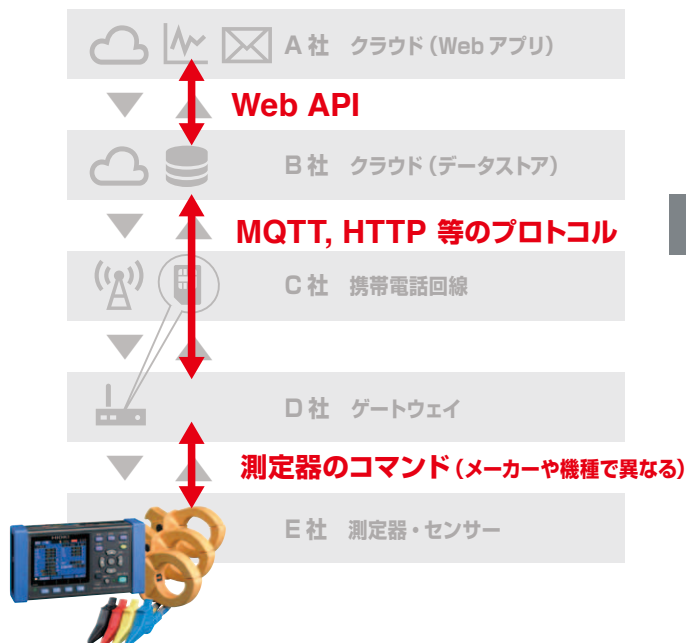 A社 クラウド（Webアプリ）
Web API
B社 クラウド（データストア）
MQTT, HTTP 等のプロトコル
C社 携帯電話回線
D社 ゲートウェイ
測定器のコマンド（メーカーや機種で異なる）
E社 測定器・センサー